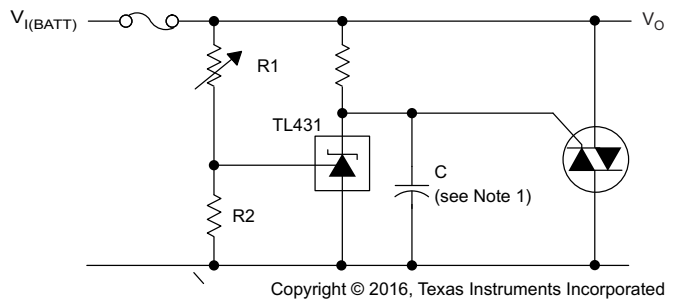 VI(BATT)
VO
R1
TL431
C
(see Note 1)
R2
Copyright © 2016, Texas Instruments Incorporated